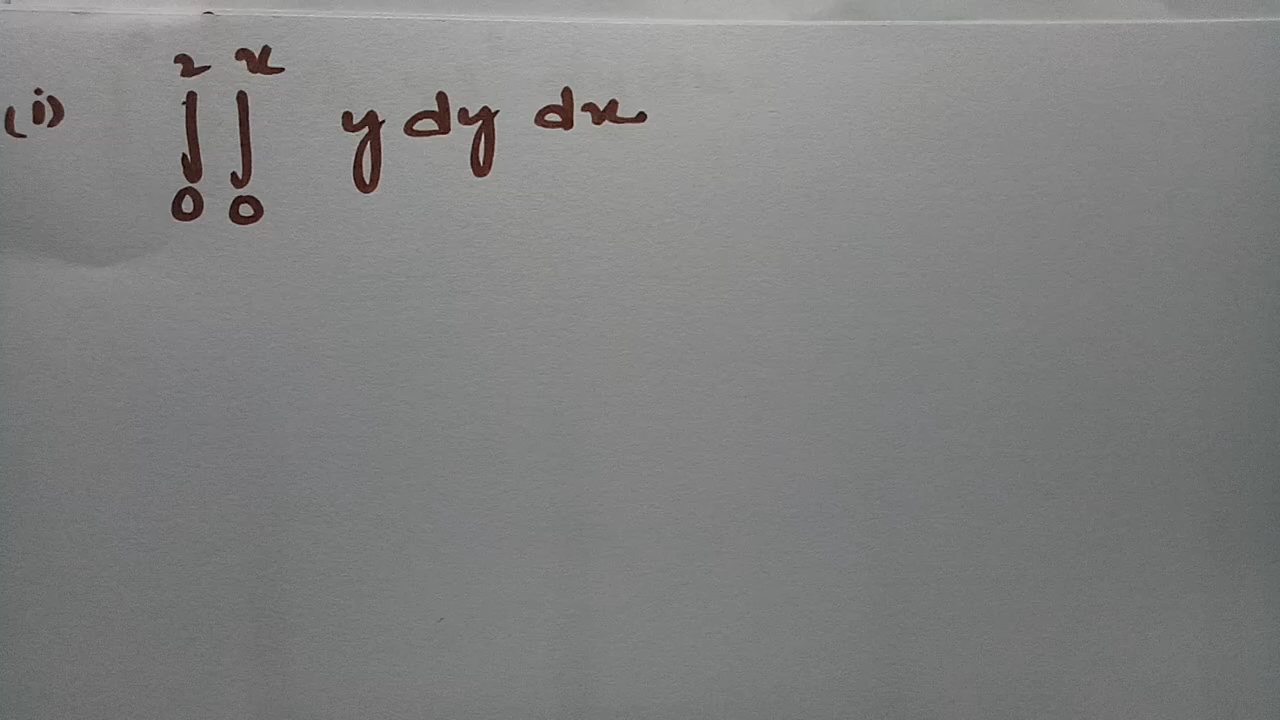 (i) ∫₀² ∫₀ˣ y dy dx